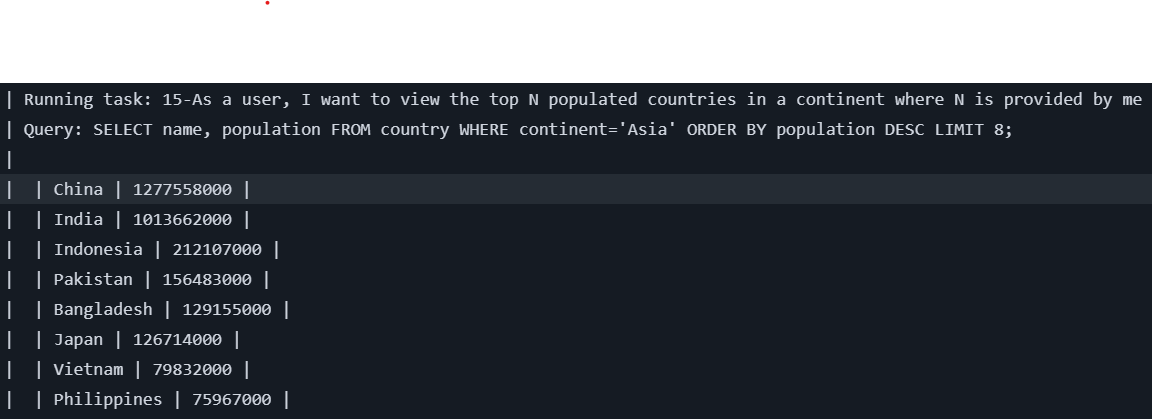 | Running task: 15-As a user, I want to view the top N populated countries in a continent where N is provided by me
| Query: SELECT name, population FROM country WHERE continent='Asia' ORDER BY population DESC LIMIT 8;
|
|  | China | 1277558000 |
|  | India | 1013662000 |
|  | Indonesia | 212107000 |
|  | Pakistan | 156483000 |
|  | Bangladesh | 129155000 |
|  | Japan | 126714000 |
|  | Vietnam | 79832000 |
|  | Philippines | 75967000 |